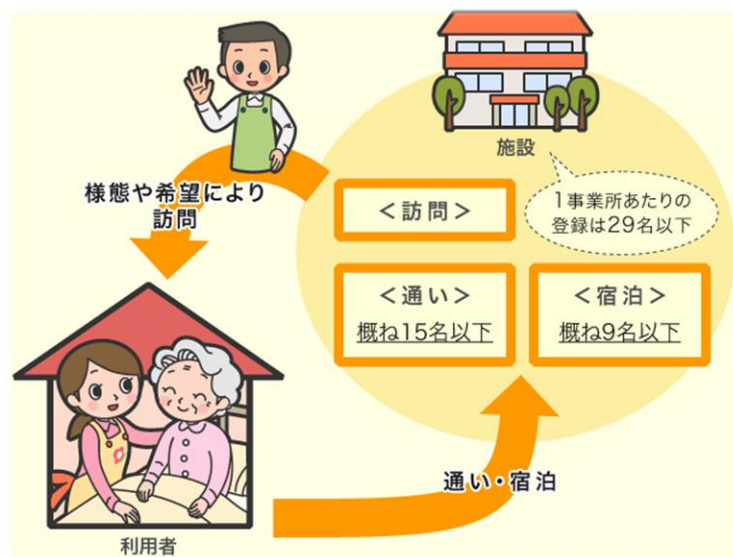 施設
1事業所あたりの
登録は29名以下
様態や希望により
訪問
＜訪問＞
＜通い＞
概ね15名以下
＜宿泊＞
概ね9名以下
通い・宿泊
利用者